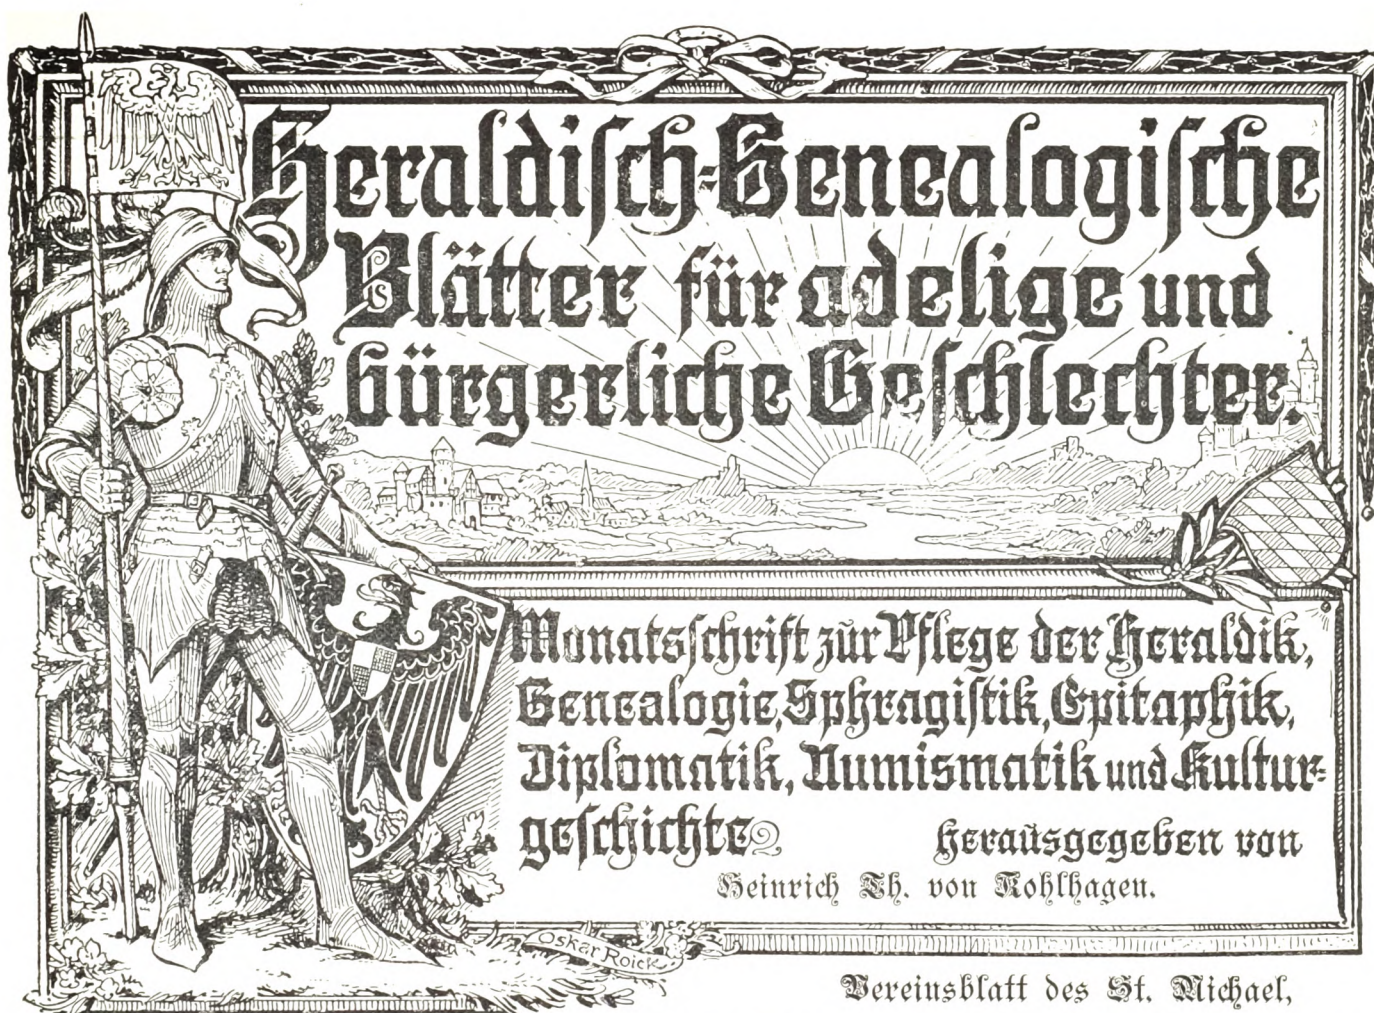 Heraldisch-Genealogische
Blätter für adelige und
bürgerliche Geschlechter.
Monatsschrift zur Pflege der Heraldik,
Genealogie, Sphragistik, Epitaphik,
Diplomatik, Numismatik und Kultur-
geschichte
Herausgegeben von
Heinrich Th. von Kohlhagen.
Oskar Roick
Vereinsblatt des St. Michael,